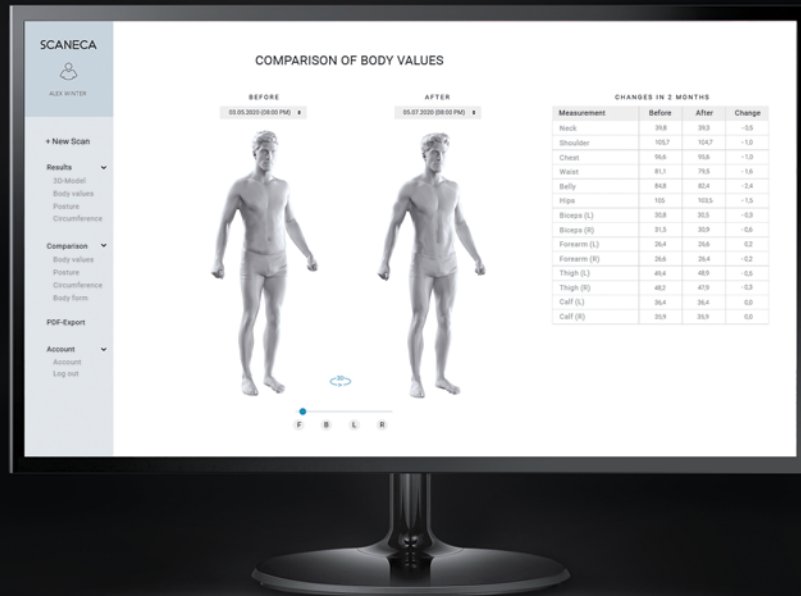 SCANECA
ALEX WINTER
+ New Scan
Results
3D-Model
Body values
Posture
Circumference
Comparison
Body values
Posture
Circumference
Body form
PDF-Export
Account
Account
Log out
COMPARISON OF BODY VALUES
BEFORE
03.05.2020 (08:00 PM)
AFTER
05.07.2020 (08:00 PM)
F B L R
CHANGES IN 2 MONTHS
Measurement Before After Change
Neck 39,8 39,3 - 0,5
Shoulder 105,7 104,7 - 1,0
Chest 96,6 95,6 - 1,0
Waist 81,1 79,5 - 1,6
Belly 84,8 82,4 - 2,4
Hips 105 103,5 - 1,5
Biceps (L) 30,8 30,5 - 0,3
Biceps (R) 31,5 30,9 - 0,6
Forearm (L) 26,4 26,6 0,2
Forearm (R) 26,6 26,4 - 0,2
Thigh (L) 49,4 48,9 - 0,5
Thigh (R) 48,2 47,9 - 0,3
Calf (L) 36,4 36,4 0,0
Calf (R) 35,9 35,9 0,0